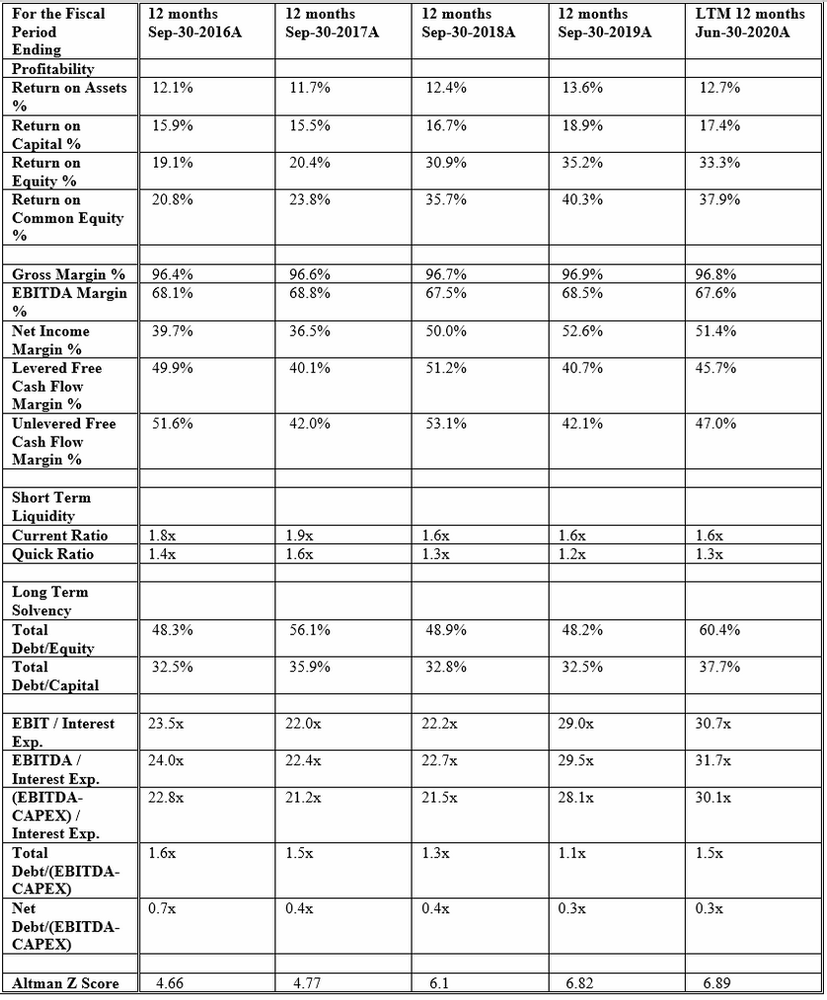 For the Fiscal Period Ending 12 months Sep-30-2016A 12 months Sep-30-2017A 12 months Sep-30-2018A 12 months Sep-30-2019A LTM 12 months Jun-30-2020A
Profitability
Return on Assets % 12.1% 11.7% 12.4% 13.6% 12.7%
Return on Capital % 15.9% 15.5% 16.7% 18.9% 17.4%
Return on Equity % 19.1% 20.4% 30.9% 35.2% 33.3%
Return on Common Equity % 20.8% 23.8% 35.7% 40.3% 37.9%
Gross Margin % 96.4% 96.6% 96.7% 96.9% 96.8%
EBITDA Margin % 68.1% 68.8% 67.5% 68.5% 67.6%
Net Income Margin % 39.7% 36.5% 50.0% 52.6% 51.4%
Levered Free Cash Flow Margin % 49.9% 40.1% 51.2% 40.7% 45.7%
Unlevered Free Cash Flow Margin % 51.6% 42.0% 53.1% 42.1% 47.0%
Short Term Liquidity
Current Ratio 1.8x 1.9x 1.6x 1.6x 1.6x
Quick Ratio 1.4x 1.6x 1.3x 1.2x 1.3x
Long Term Solvency
Total Debt/Equity 48.3% 56.1% 48.9% 48.2% 60.4%
Total Debt/Capital 32.5% 35.9% 32.8% 32.5% 37.7%
EBIT / Interest Exp. 23.5x 22.0x 22.2x 29.0x 30.7x
EBITDA / Interest Exp. 24.0x 22.4x 22.7x 29.5x 31.7x
(EBITDA-CAPEX) / Interest Exp. 22.8x 21.2x 21.5x 28.1x 30.1x
Total Debt/(EBITDA-CAPEX) 1.6x 1.5x 1.3x 1.1x 1.5x
Net Debt/(EBITDA-CAPEX) 0.7x 0.4x 0.4x 0.3x 0.3x
Altman Z Score 4.66 4.77 6.1 6.82 6.89